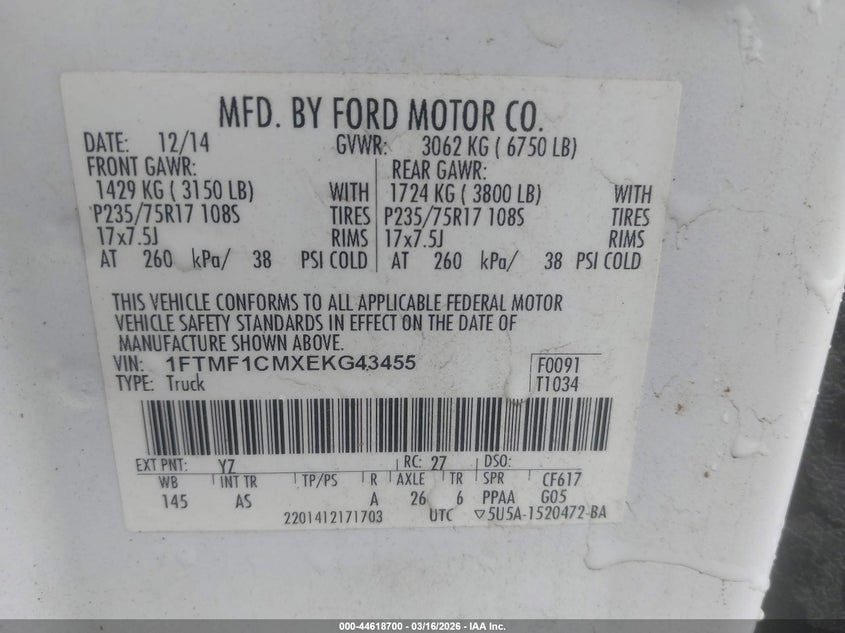 MFD. BY FORD MOTOR CO.
DATE: 12/14 GVWR: 3062 KG ( 6750 LB)
FRONT GAWR: REAR GAWR:
1429 KG ( 3150 LB) WITH 1724 KG ( 3800 LB) WITH
P235/75R17 108S TIRES P235/75R17 108S TIRES
17x7.5J RIMS 17x7.5J RIMS
AT 260 kPa/ 38 PSI COLD AT 260 kPa/ 38 PSI COLD
THIS VEHICLE CONFORMS TO ALL APPLICABLE FEDERAL MOTOR
VEHICLE SAFETY STANDARDS IN EFFECT ON THE DATE OF
MANUFACTURE SHOWN ABOVE.
VIN: 1FTMF1CMXEKG43455 F0091
TYPE: Truck T1034
EXT PNT: YZ RC: 27 DSO:
WB INT TR TP/PS R AXLE TR SPR CF617
145 AS A 26 6 PPAA G05
2201412171703 UTC ▽5U5A-1520472-BA
000-44618700 - 03/16/2026 - IAA Inc.